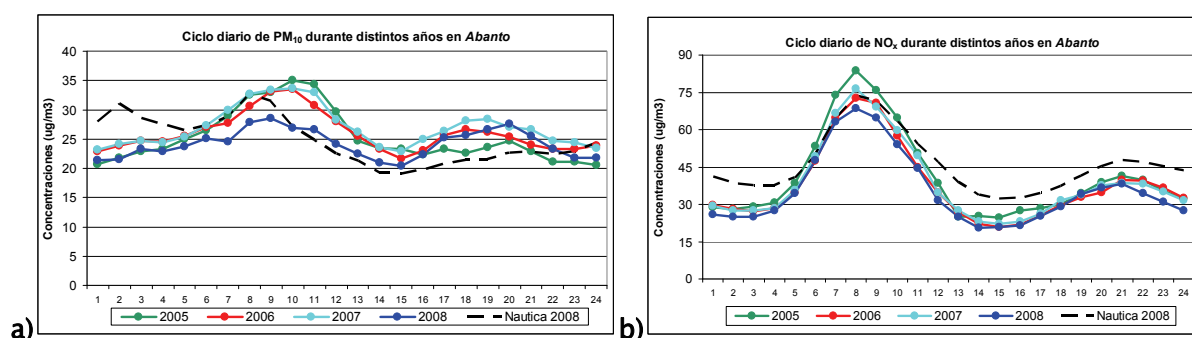 Ciclo diario de PM10 durante distintos años en Abanto
Concentraciones (ug/m3)
40
35
30
25
20
15
10
5
0
1 2 3 4 5 6 7 8 9 10 11 12 13 14 15 16 17 18 19 20 21 22 23 24
2005 2006 2007 2008 Nautica 2008
a)
Ciclo diario de NOx durante distintos años en Abanto
Concentraciones (ug/m3)
90
75
60
45
30
15
0
1 2 3 4 5 6 7 8 9 10 11 12 13 14 15 16 17 18 19 20 21 22 23 24
2005 2006 2007 2008 Nautica 2008
b)